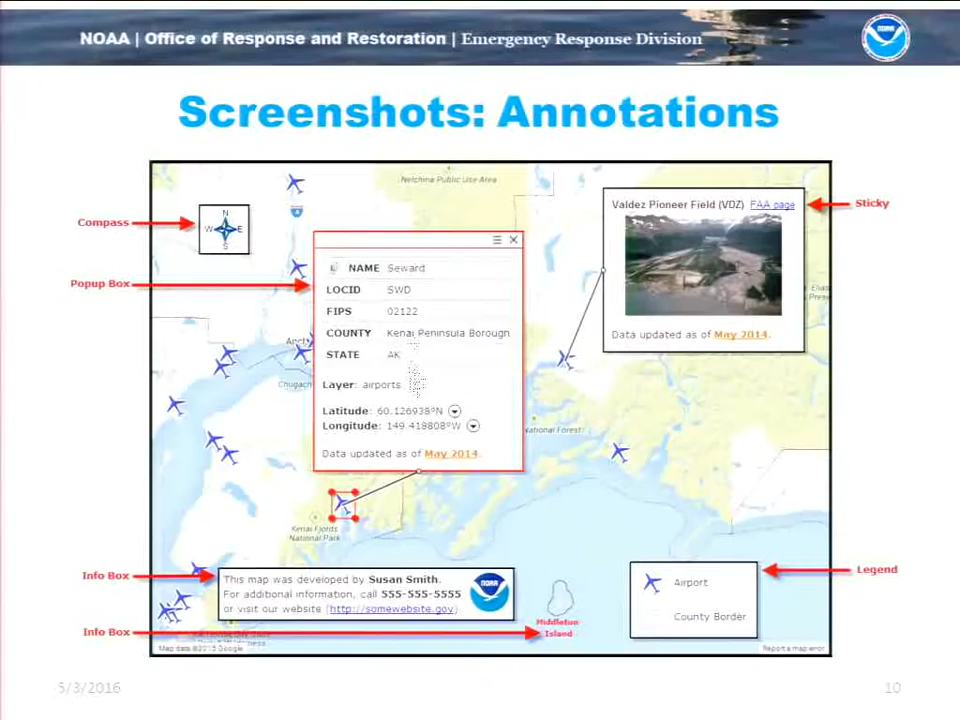 NOAA | Office of Response and Restoration | Emergency Response Division
NOAA
Screenshots: Annotations
Nelchina Public Use Area
Compass
N
W E
S
Popup Box
NAME Seward
LOCID SWD
FIPS 02122
COUNTY Kenai Peninsula Borough
STATE AK
Layer: airports
Latitude: 60.126938ºN
Longitude: 149.418808ºW
Data updated as of May 2014.
Valdez Pioneer Field (VDZ) FAA page
Data updated as of May 2014.
Sticky
Chugach
National Forest
Kenai Fjords
National Park
Info Box
This map was developed by Susan Smith.
For additional information, call 555-555-5555
or visit our website (http://somewebsite.gov)
NOAA
Info Box
Middleton
Island
Airport
County Border
Legend
Map data ©2015 Google
Report a map error
5/3/2016
10